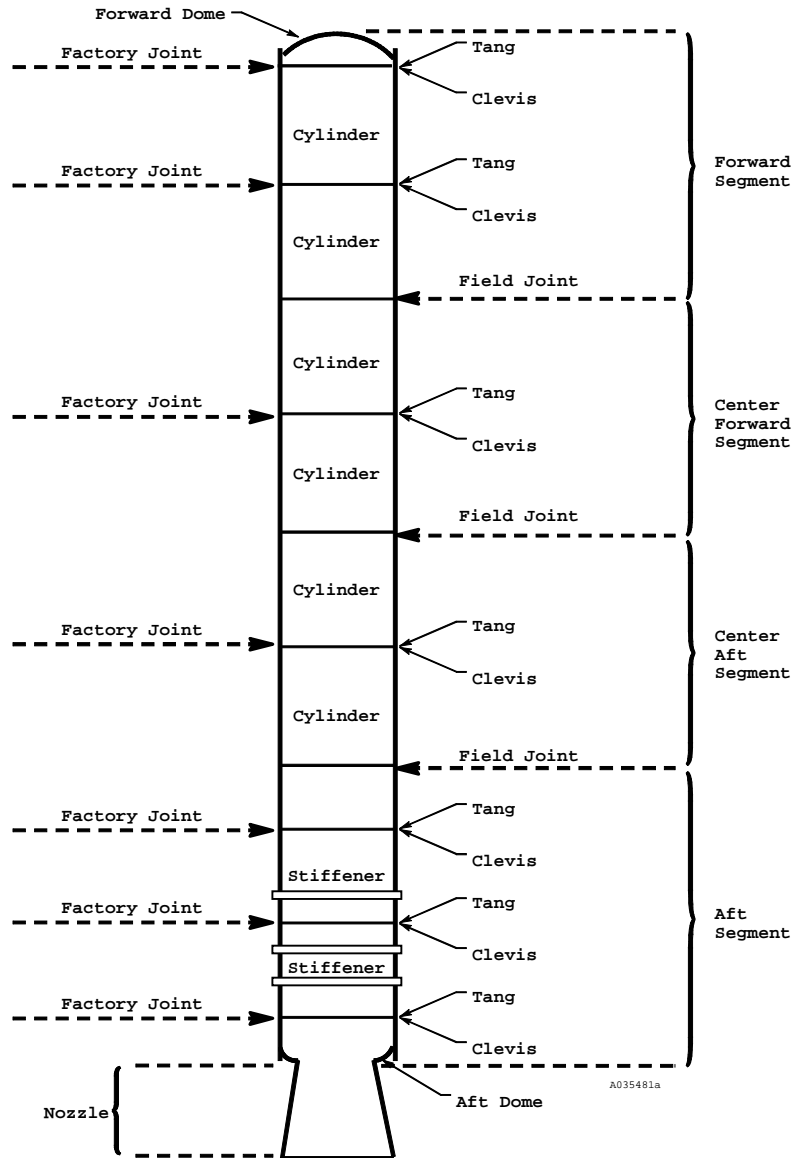 Forward Dome
Factory Joint
Tang
Clevis
Cylinder
Factory Joint
Tang
Forward
Segment
Clevis
Cylinder
Field Joint
Cylinder
Factory Joint
Tang
Center
Forward
Segment
Clevis
Cylinder
Field Joint
Cylinder
Factory Joint
Tang
Center
Aft
Segment
Clevis
Cylinder
Field Joint
Factory Joint
Tang
Clevis
Stiffener
Factory Joint
Tang
Aft
Segment
Clevis
Stiffener
Factory Joint
Tang
Clevis
A035481a
Aft Dome
Nozzle